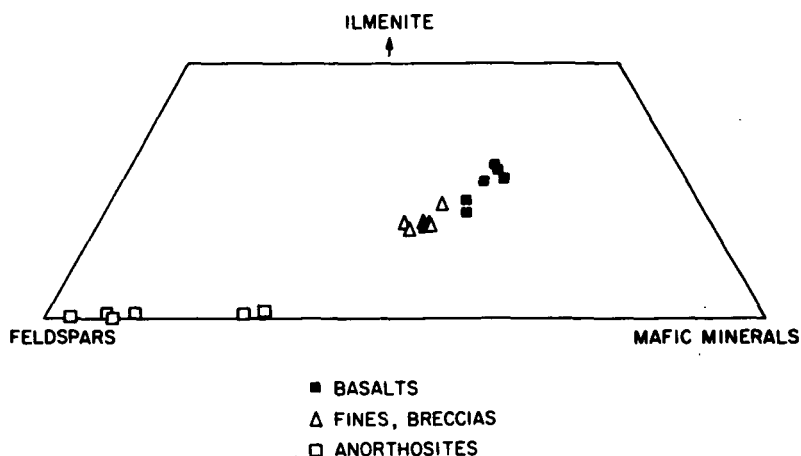 ILMENITE
FELDSPARS MAFIC MINERALS
BASALTS
FINES, BRECCIAS
ANORTHOSITES